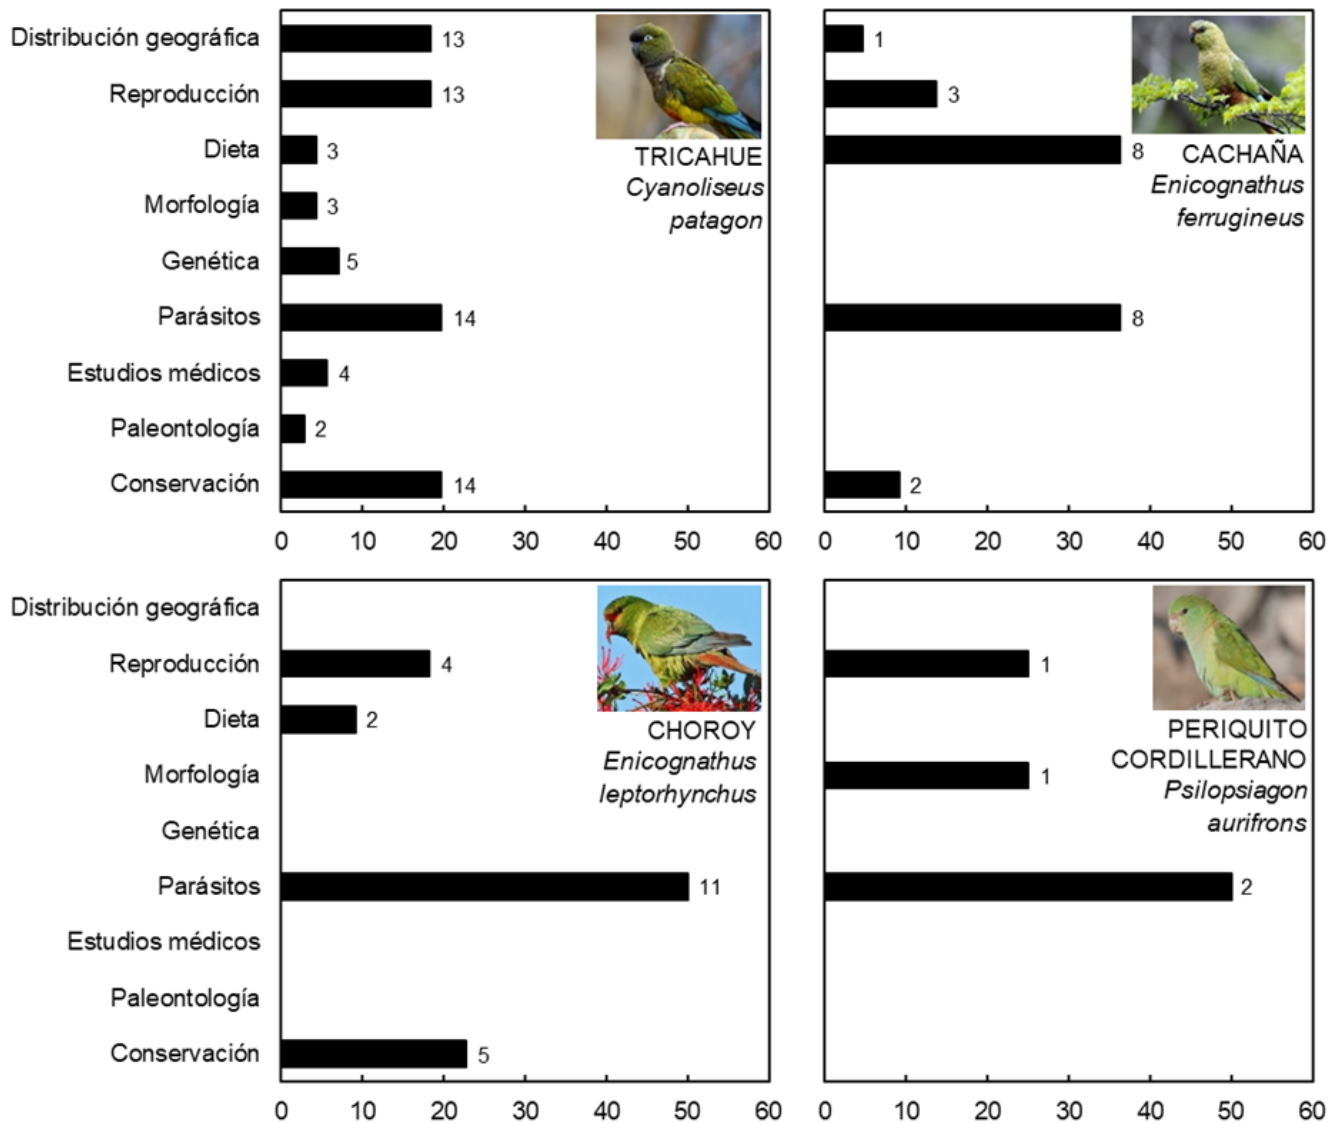 Distribución geográfica
13
Reproducción
13
Dieta
3
Morfología
3
Genética
5
Parásitos
14
Estudios médicos
4
Paleontología
2
Conservación
14
TRICAHUE
Cyanoliseus
patagon
0 10 20 30 40 50 60
1
3
8
8
2
CACHAÑA
Enicognathus
ferrugineus
0 10 20 30 40 50 60
Distribución geográfica
Reproducción
4
Dieta
2
Morfología
Genética
Parásitos
11
Estudios médicos
Paleontología
Conservación
5
CHOROY
Enicognathus
leptorhynchus
0 10 20 30 40 50 60
1
1
2
PERIQUITO
CORDILLERANO
Psilopsiagon
aurifrons
0 10 20 30 40 50 60